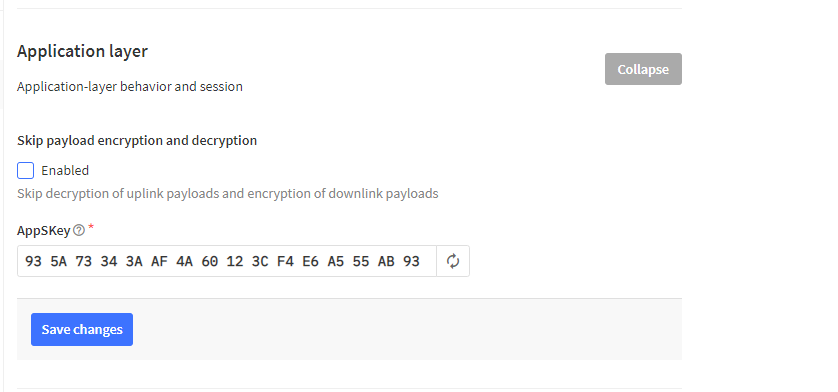 Application layer
Collapse
Application-layer behavior and session
Skip payload encryption and decryption
Enabled
Skip decryption of uplink payloads and encryption of downlink payloads
AppSKey ? *
93 5A 73 34 3A AF 4A 60 12 3C F4 E6 A5 55 AB 93
Save changes